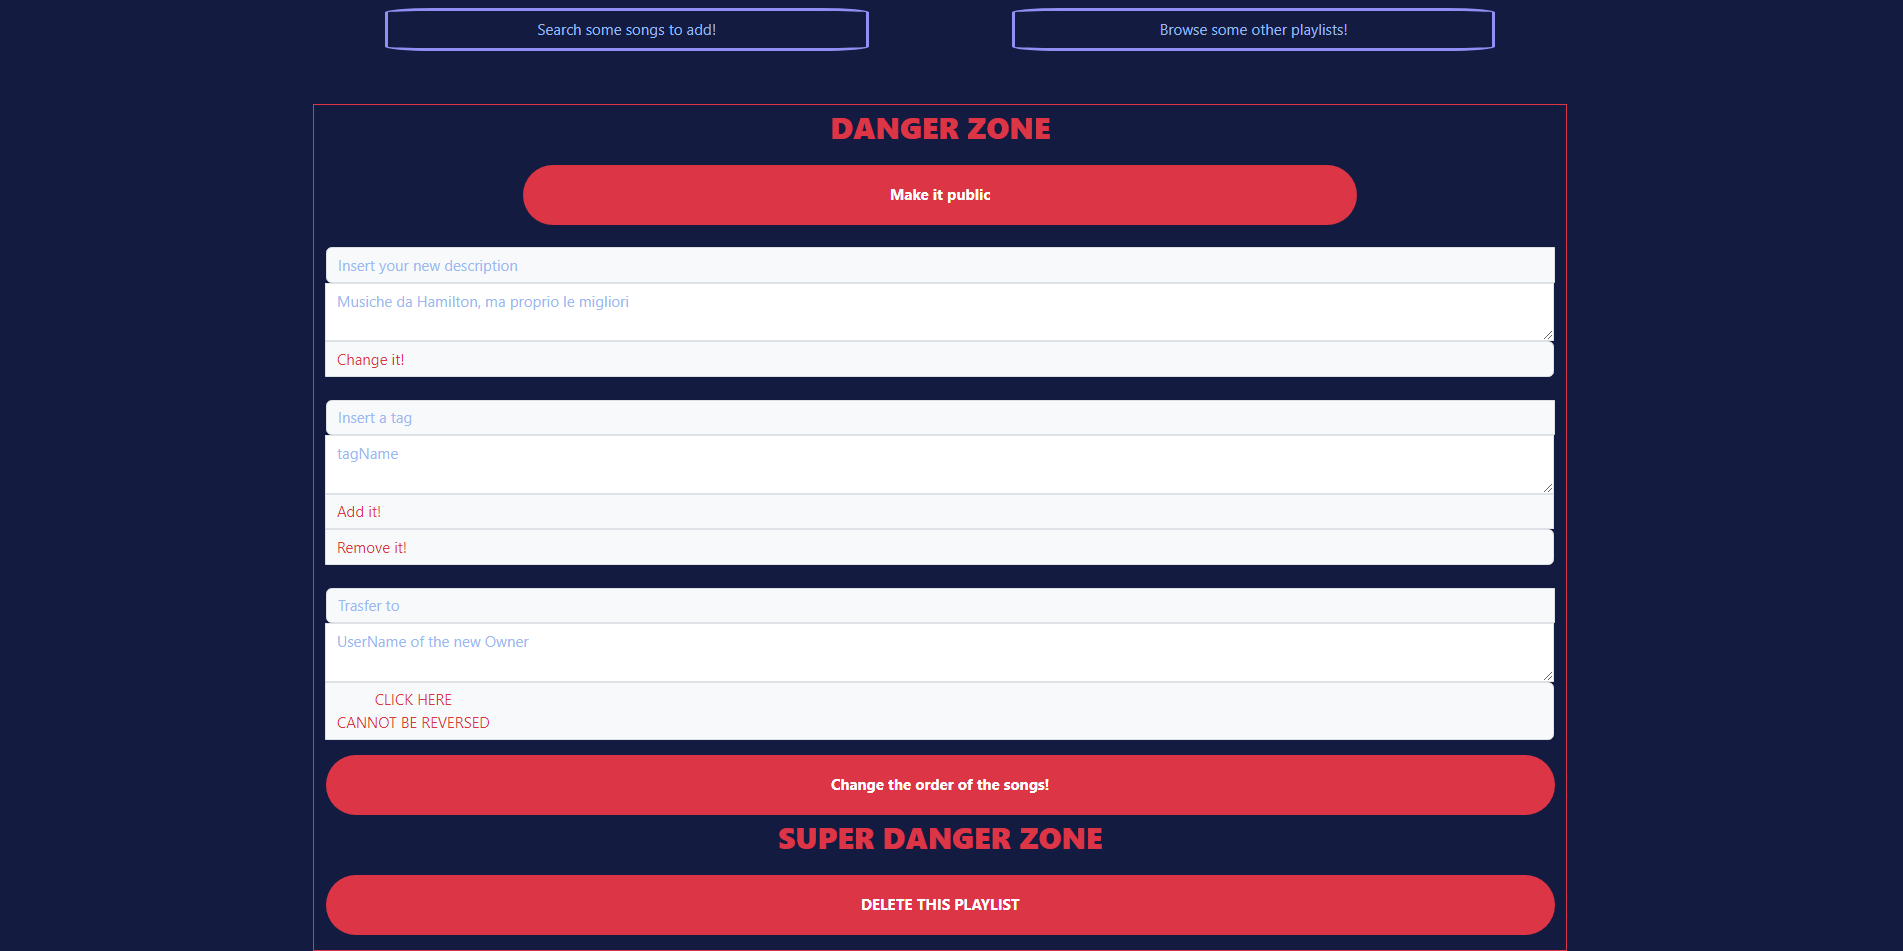 Search some songs to add!
Browse some other playlists!
DANGER ZONE
Make it public
Insert your new description
Musiche da Hamilton, ma proprio le migliori
Change it!
Insert a tag
tagName
Add it!
Remove it!
Trasfer to
UserName of the new Owner
CLICK HERE
CANNOT BE REVERSED
Change the order of the songs!
SUPER DANGER ZONE
DELETE THIS PLAYLIST